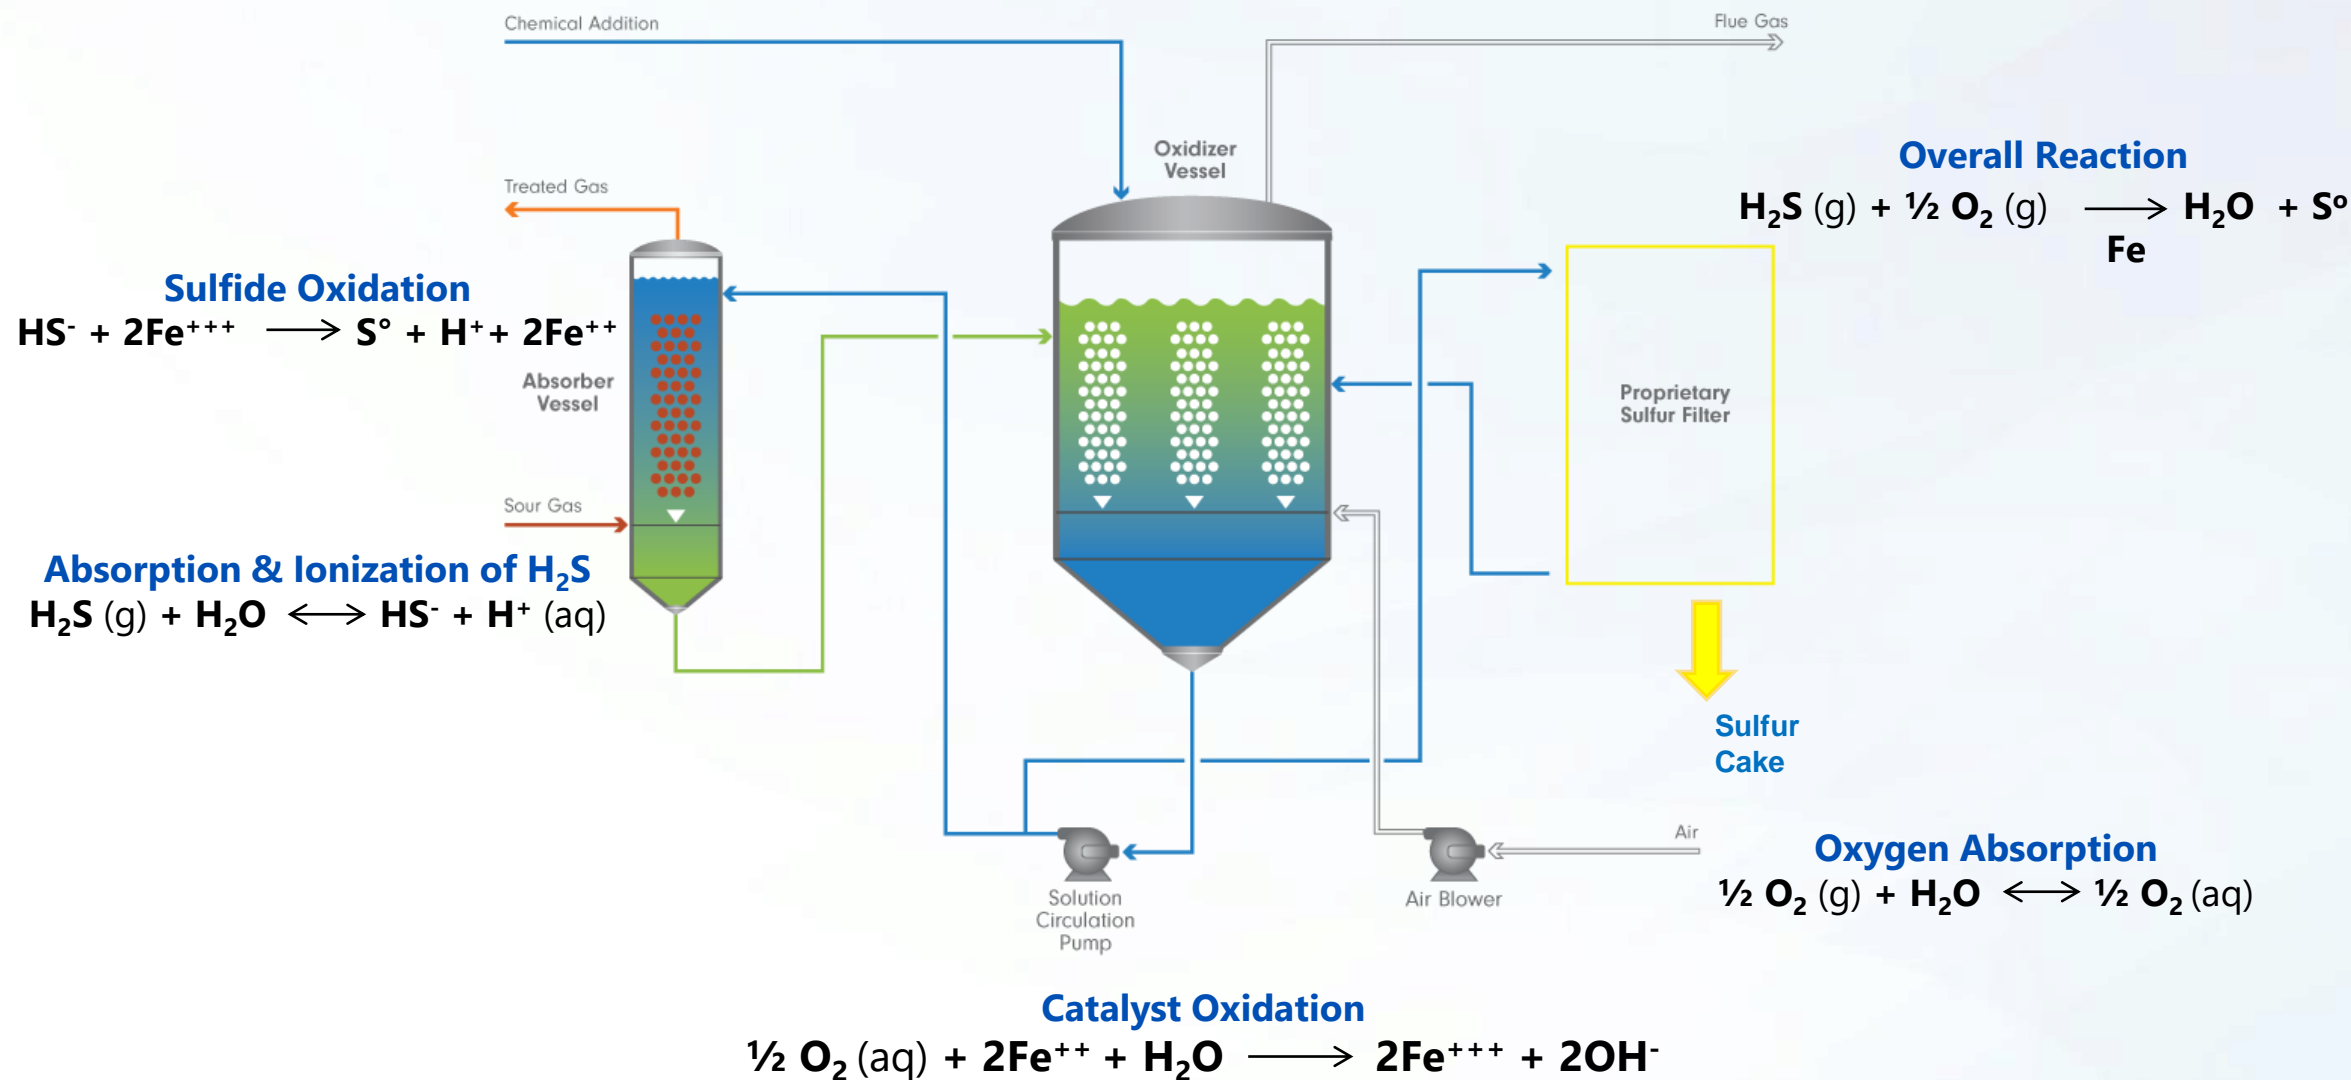 Chemical Addition
Flue Gas
Oxidizer
Vessel
Overall Reaction
H₂S (g) + ½ O₂ (g) ⟶ H₂O + Sº
Fe
Treated Gas
Sulfide Oxidation
HS⁻ + 2Fe⁺⁺⁺ ⟶ S° + H⁺ + 2Fe⁺⁺
Absorber
Vessel
Proprietary
Sulfur Filter
Sour Gas
Absorption & Ionization of H₂S
H₂S (g) + H₂O ⟷ HS⁻ + H⁺ (aq)
Sulfur
Cake
Air
Oxygen Absorption
½ O₂ (g) + H₂O ⟷ ½ O₂ (aq)
Solution
Circulation
Pump
Air Blower
Catalyst Oxidation
½ O₂ (aq) + 2Fe⁺⁺ + H₂O ⟶ 2Fe⁺⁺⁺ + 2OH⁻